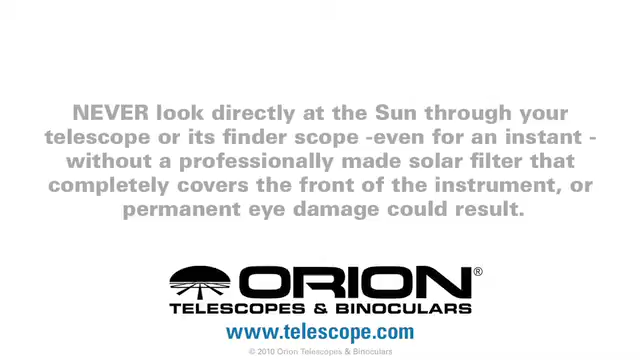 NEVER look directly at the Sun through your
telescope or its finder scope -even for an instant -
without a professionally made solar filter that
completely covers the front of the instrument, or
permanent eye damage could result.
ORION®
TELESCOPES & BINOCULARS
www.telescope.com
© 2010 Orion Telescopes & Binoculars